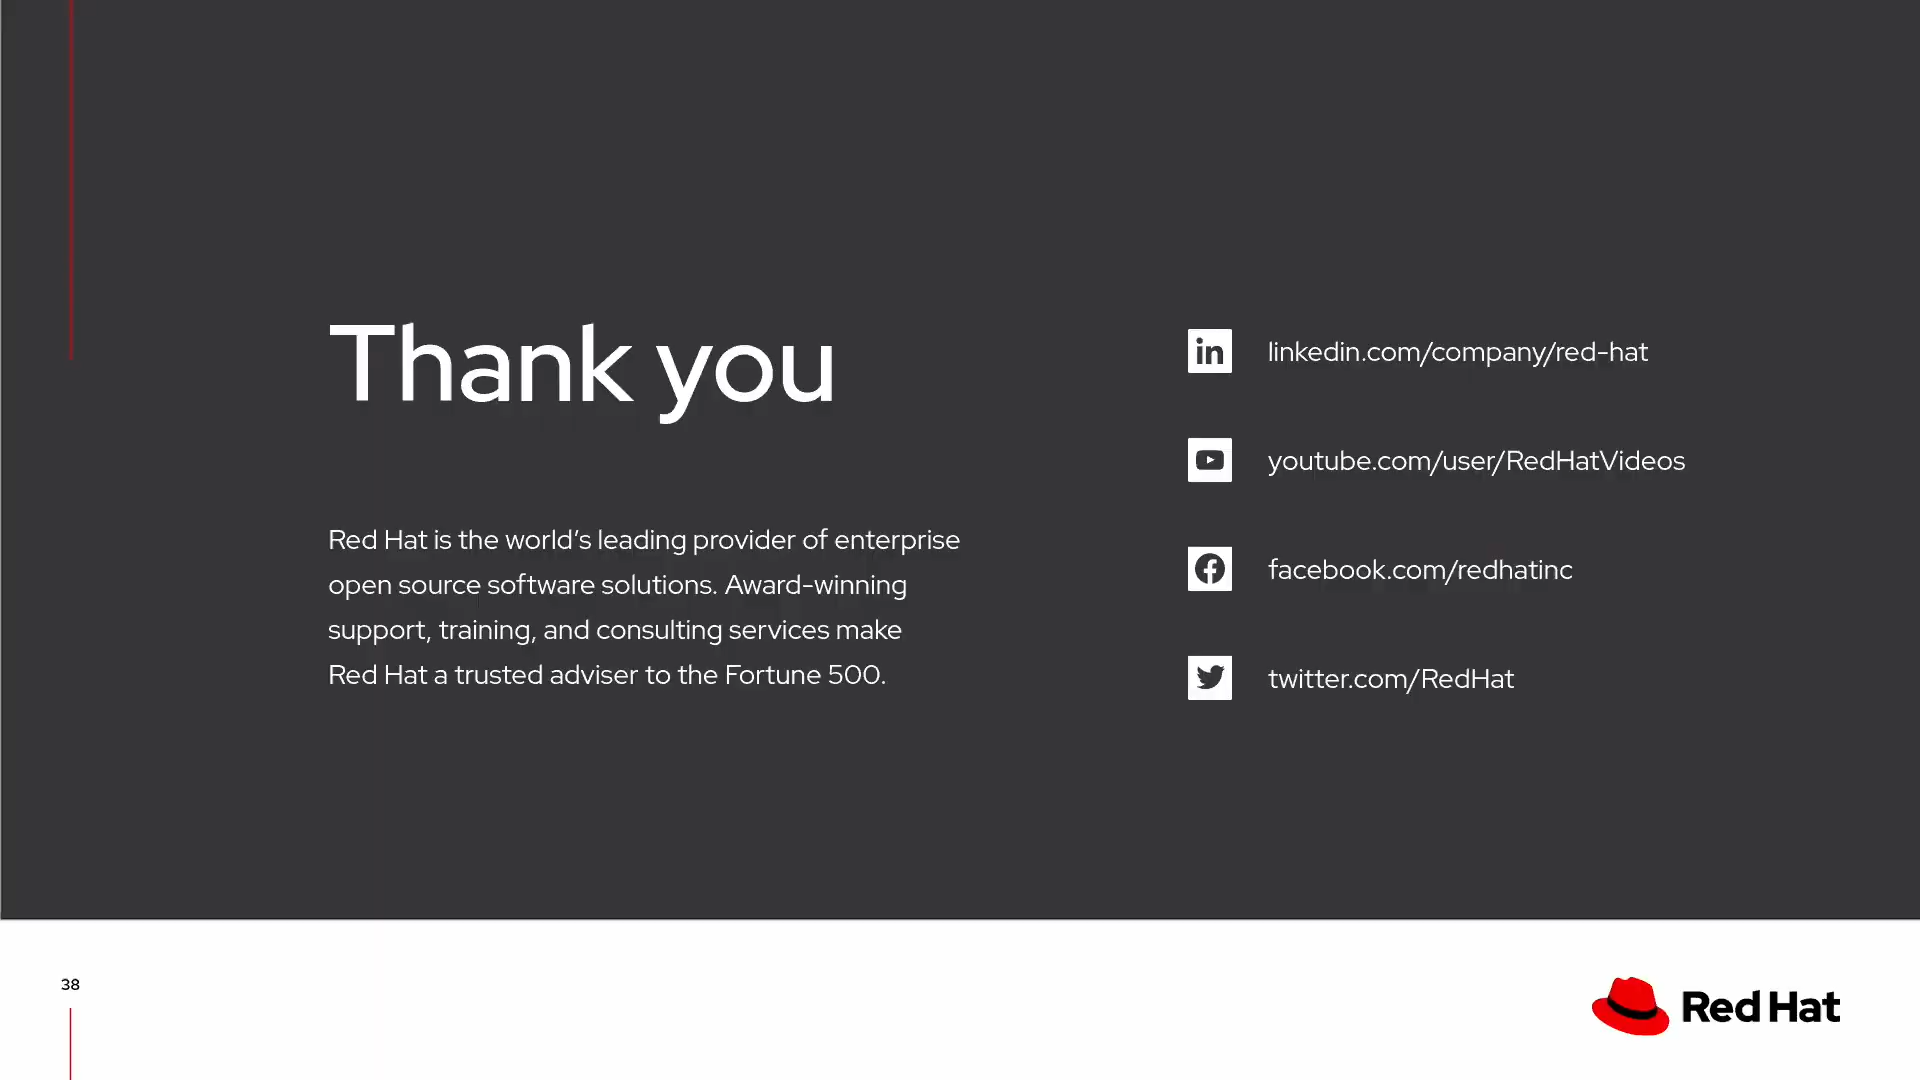 Thank you
Red Hat is the world’s leading provider of enterprise
open source software solutions. Award-winning
support, training, and consulting services make
Red Hat a trusted adviser to the Fortune 500.
linkedin.com/company/red-hat
youtube.com/user/RedHatVideos
facebook.com/redhatinc
twitter.com/RedHat
38
Red Hat